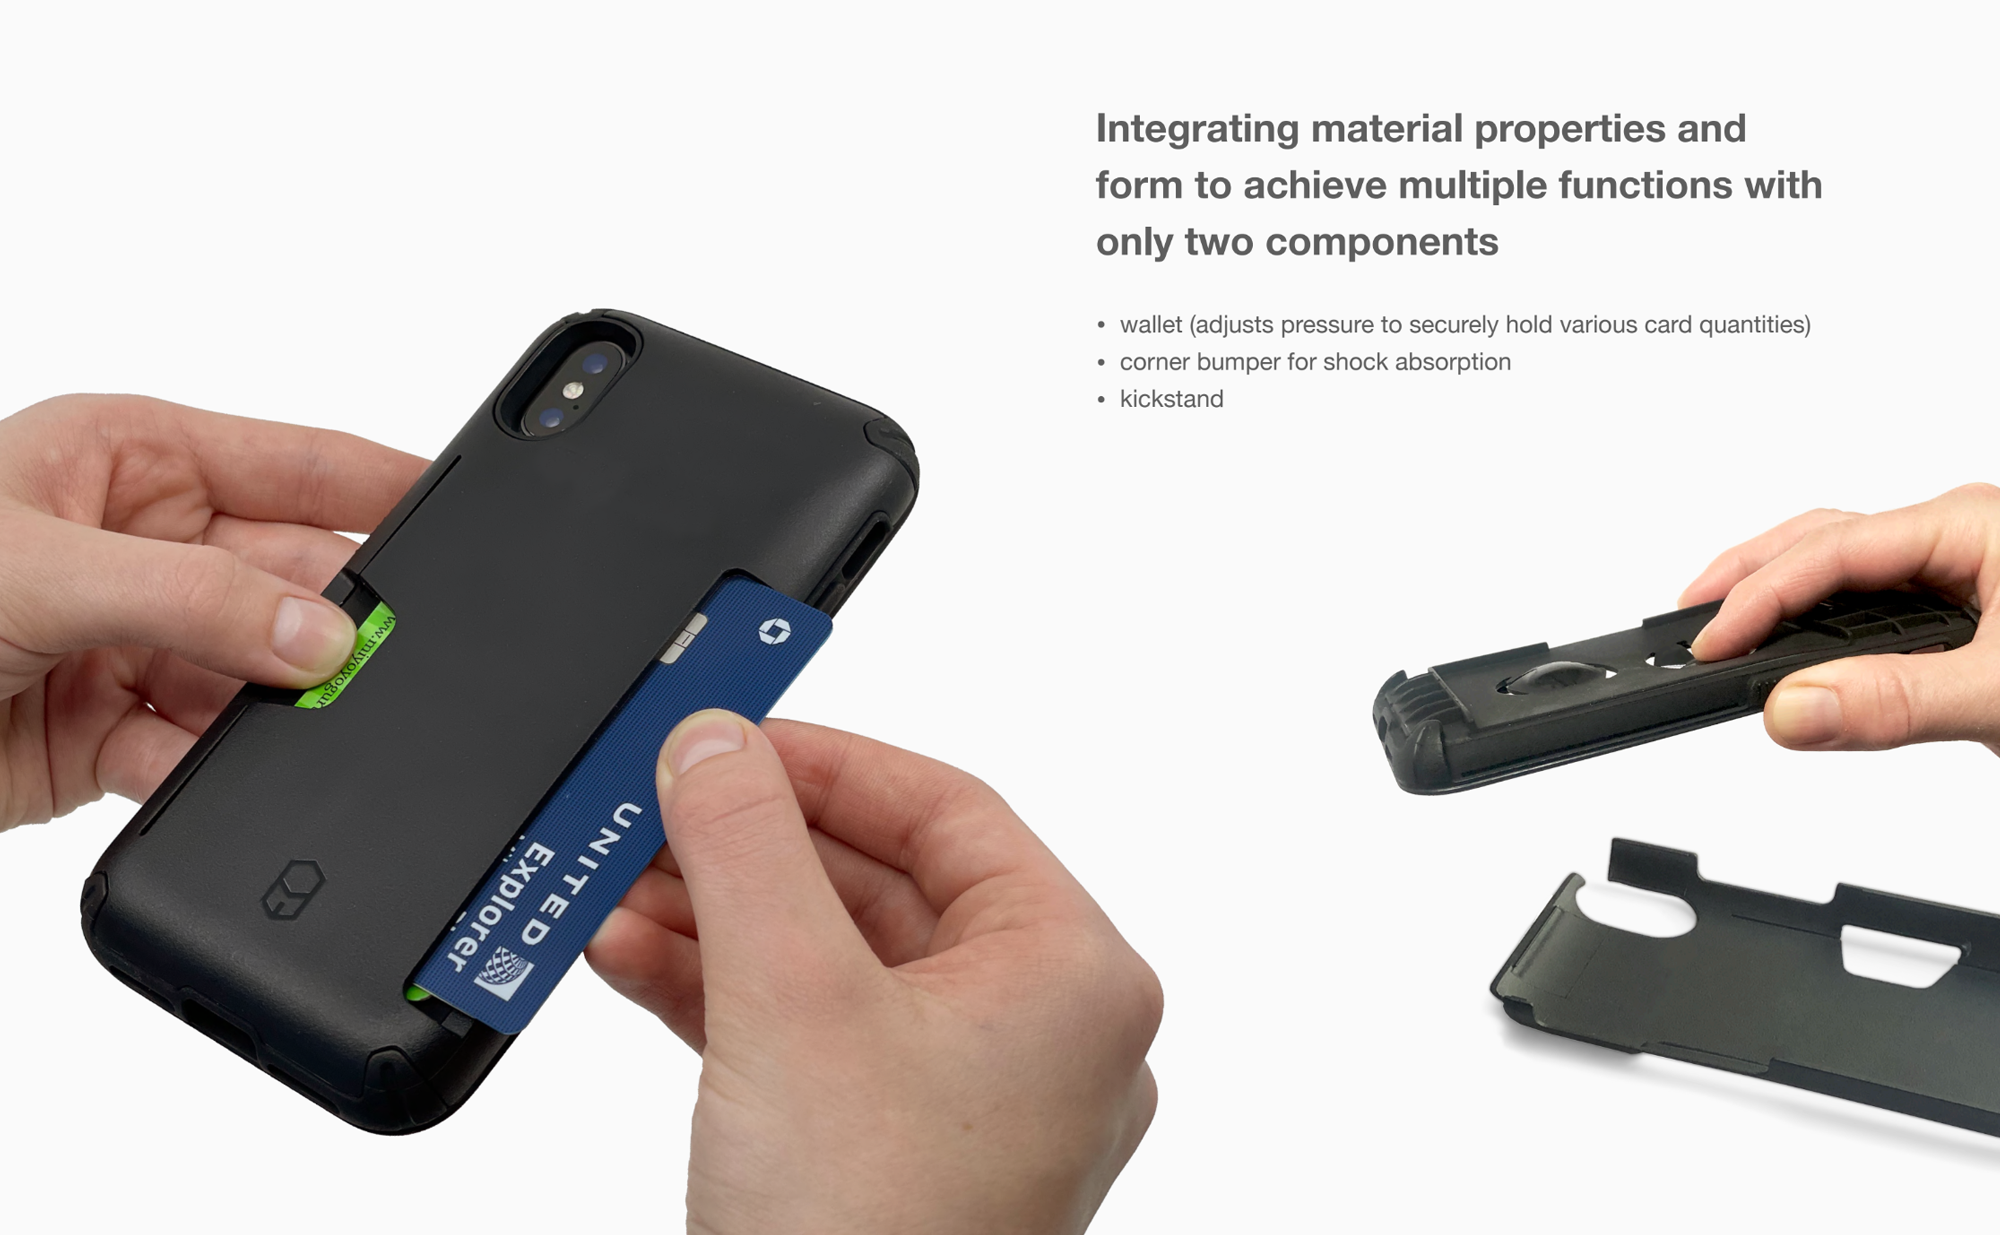 Integrating material properties and
form to achieve multiple functions with
only two components
• wallet (adjusts pressure to securely hold various card quantities)
• corner bumper for shock absorption
• kickstand
UNITED
Explorer